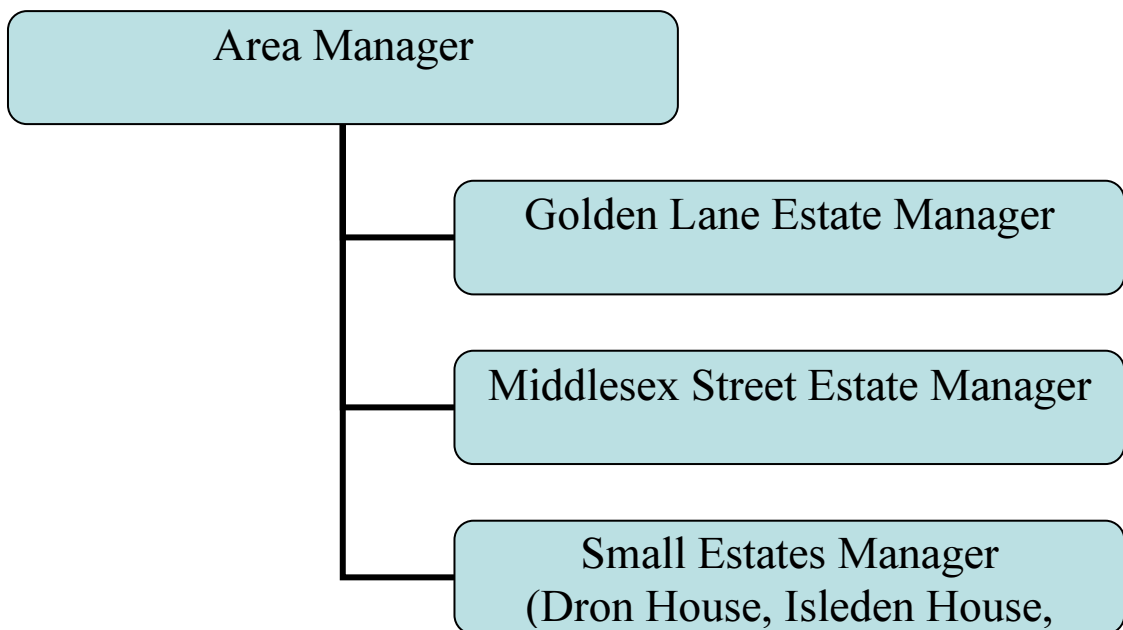 Area Manager
Golden Lane Estate Manager
Middlesex Street Estate Manager
Small Estates Manager
(Dron House, Isleden House,